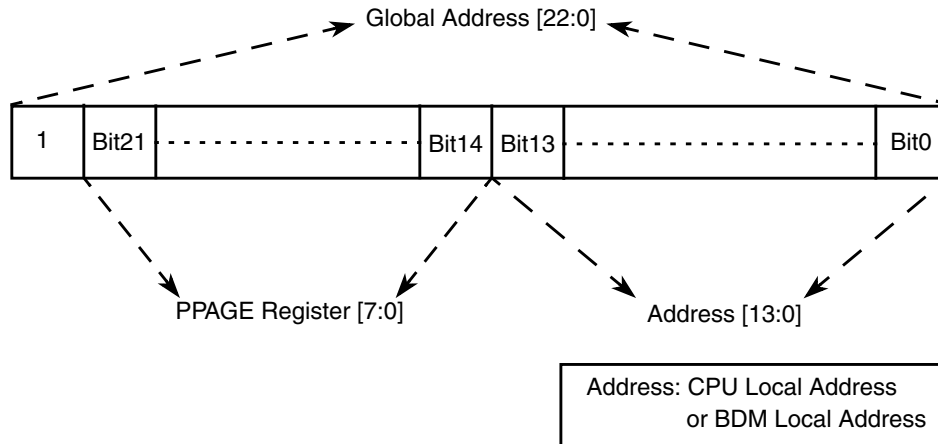 Global Address [22:0]
1 Bit21 Bit14 Bit13 Bit0
PPAGE Register [7:0]
Address [13:0]
Address: CPU Local Address
or BDM Local Address